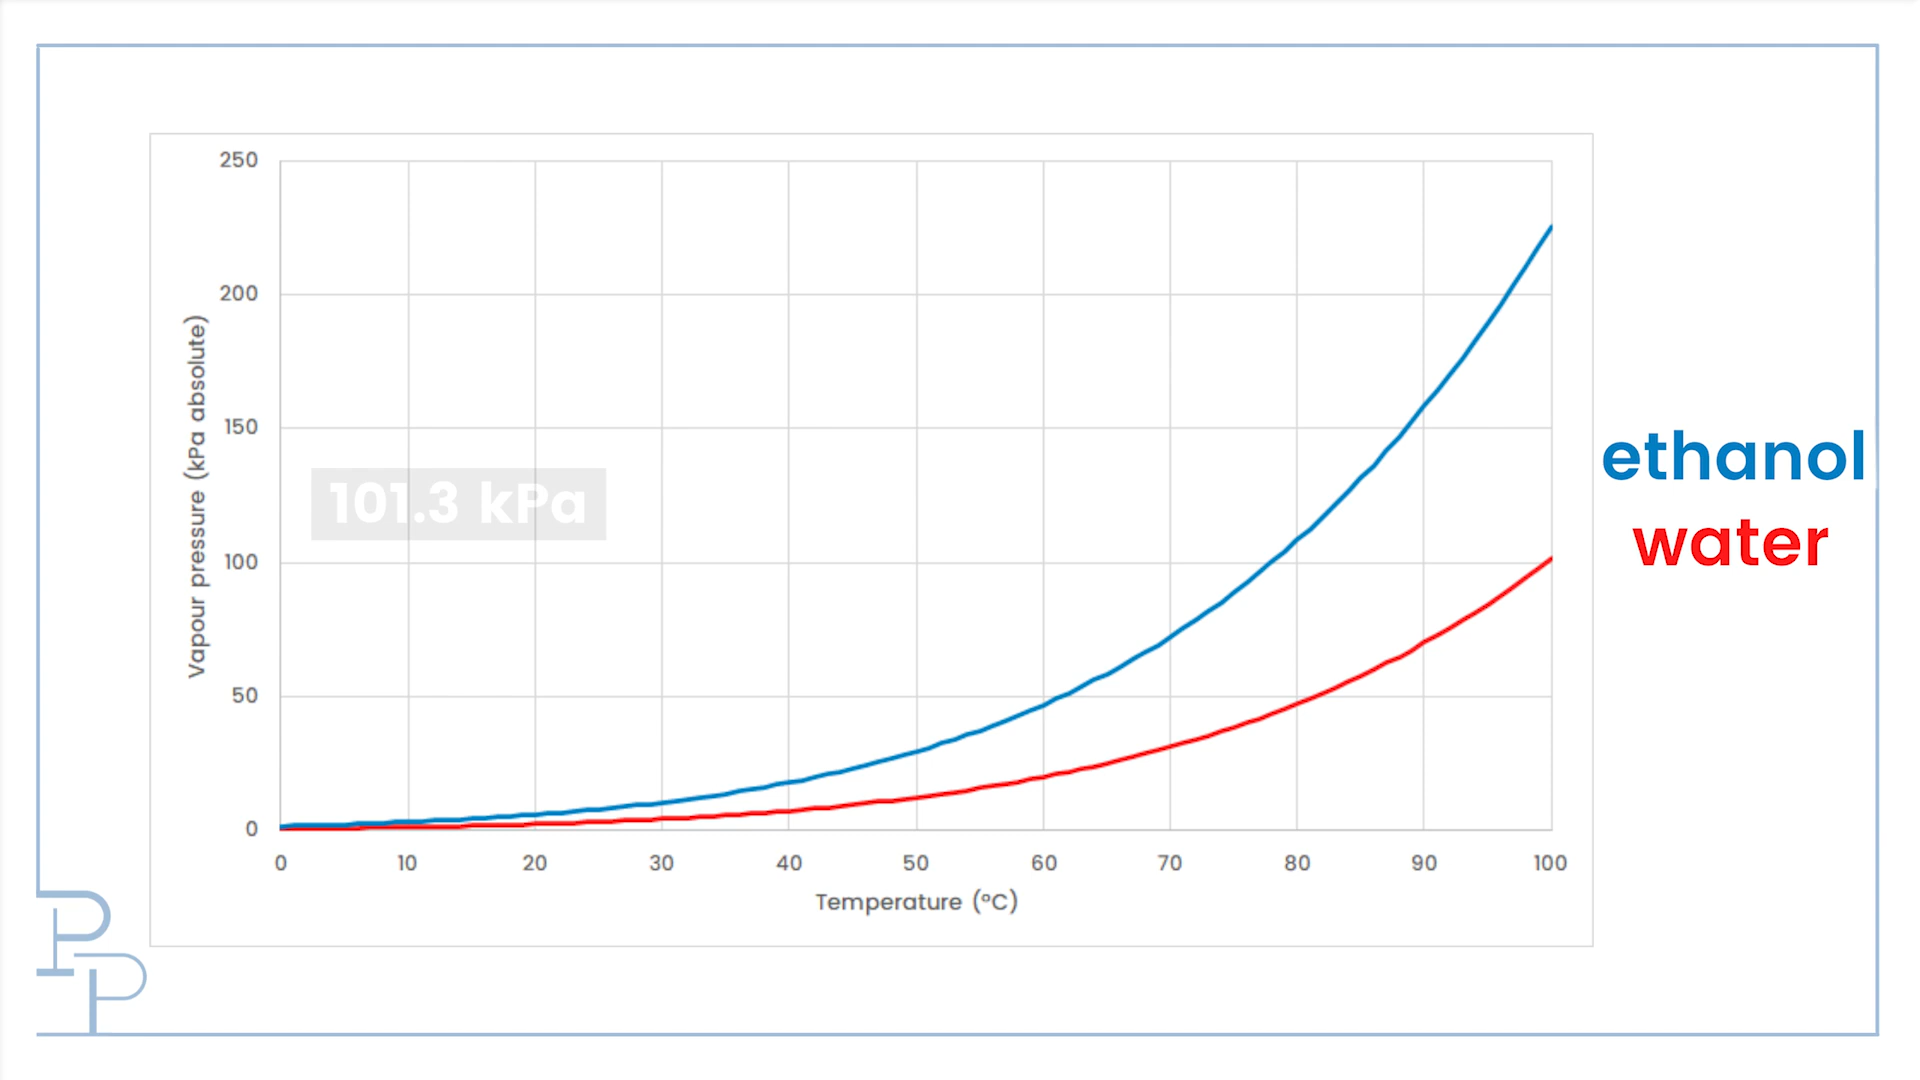 250
200
150
100
50
0
Vapour pressure (kPa absolute)
101.3 kPa
0 10 20 30 40 50 60 70 80 90 100
Temperature (°C)
ethanol
water
PP